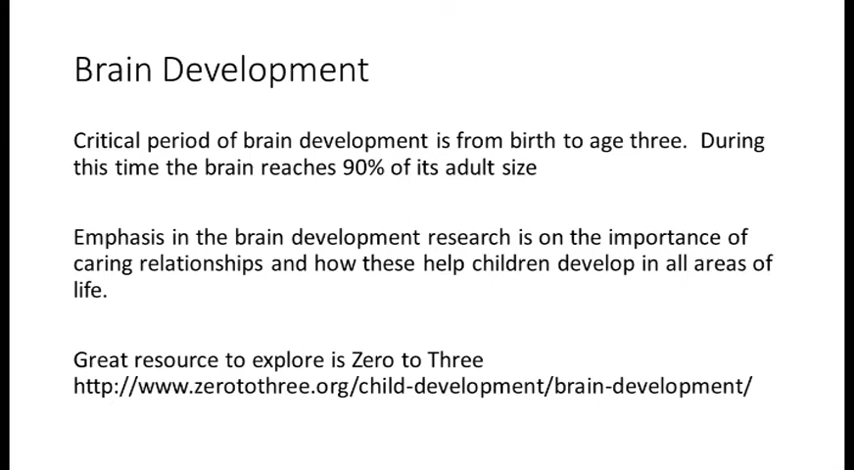 Brain Development
Critical period of brain development is from birth to age three.  During
this time the brain reaches 90% of its adult size
Emphasis in the brain development research is on the importance of
caring relationships and how these help children develop in all areas of
life.
Great resource to explore is Zero to Three
http://www.zerotothree.org/child-development/brain-development/